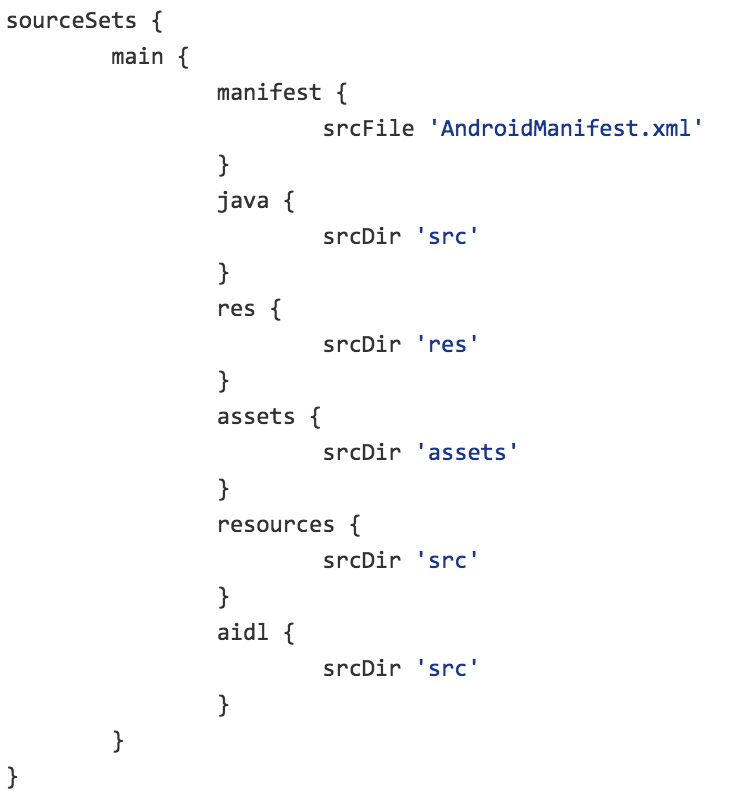 sourceSets {
        main {
                manifest {
                        srcFile 'AndroidManifest.xml'
                }
                java {
                        srcDir 'src'
                }
                res {
                        srcDir 'res'
                }
                assets {
                        srcDir 'assets'
                }
                resources {
                        srcDir 'src'
                }
                aidl {
                        srcDir 'src'
                }
        }
}